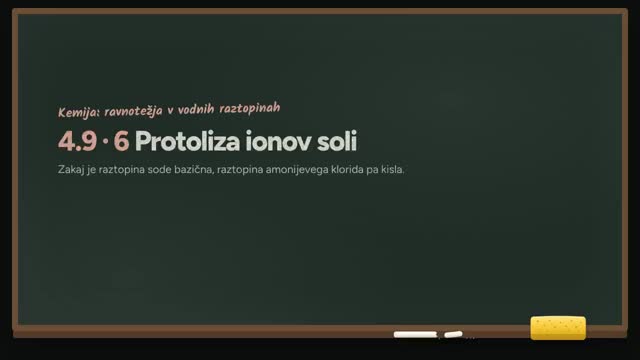 Kemija: ravnotežja v vodnih raztopinah
4.9 · 6 Protoliza ionov soli
Zakaj je raztopina sode bazična, raztopina amonijevega klorida pa kisla.